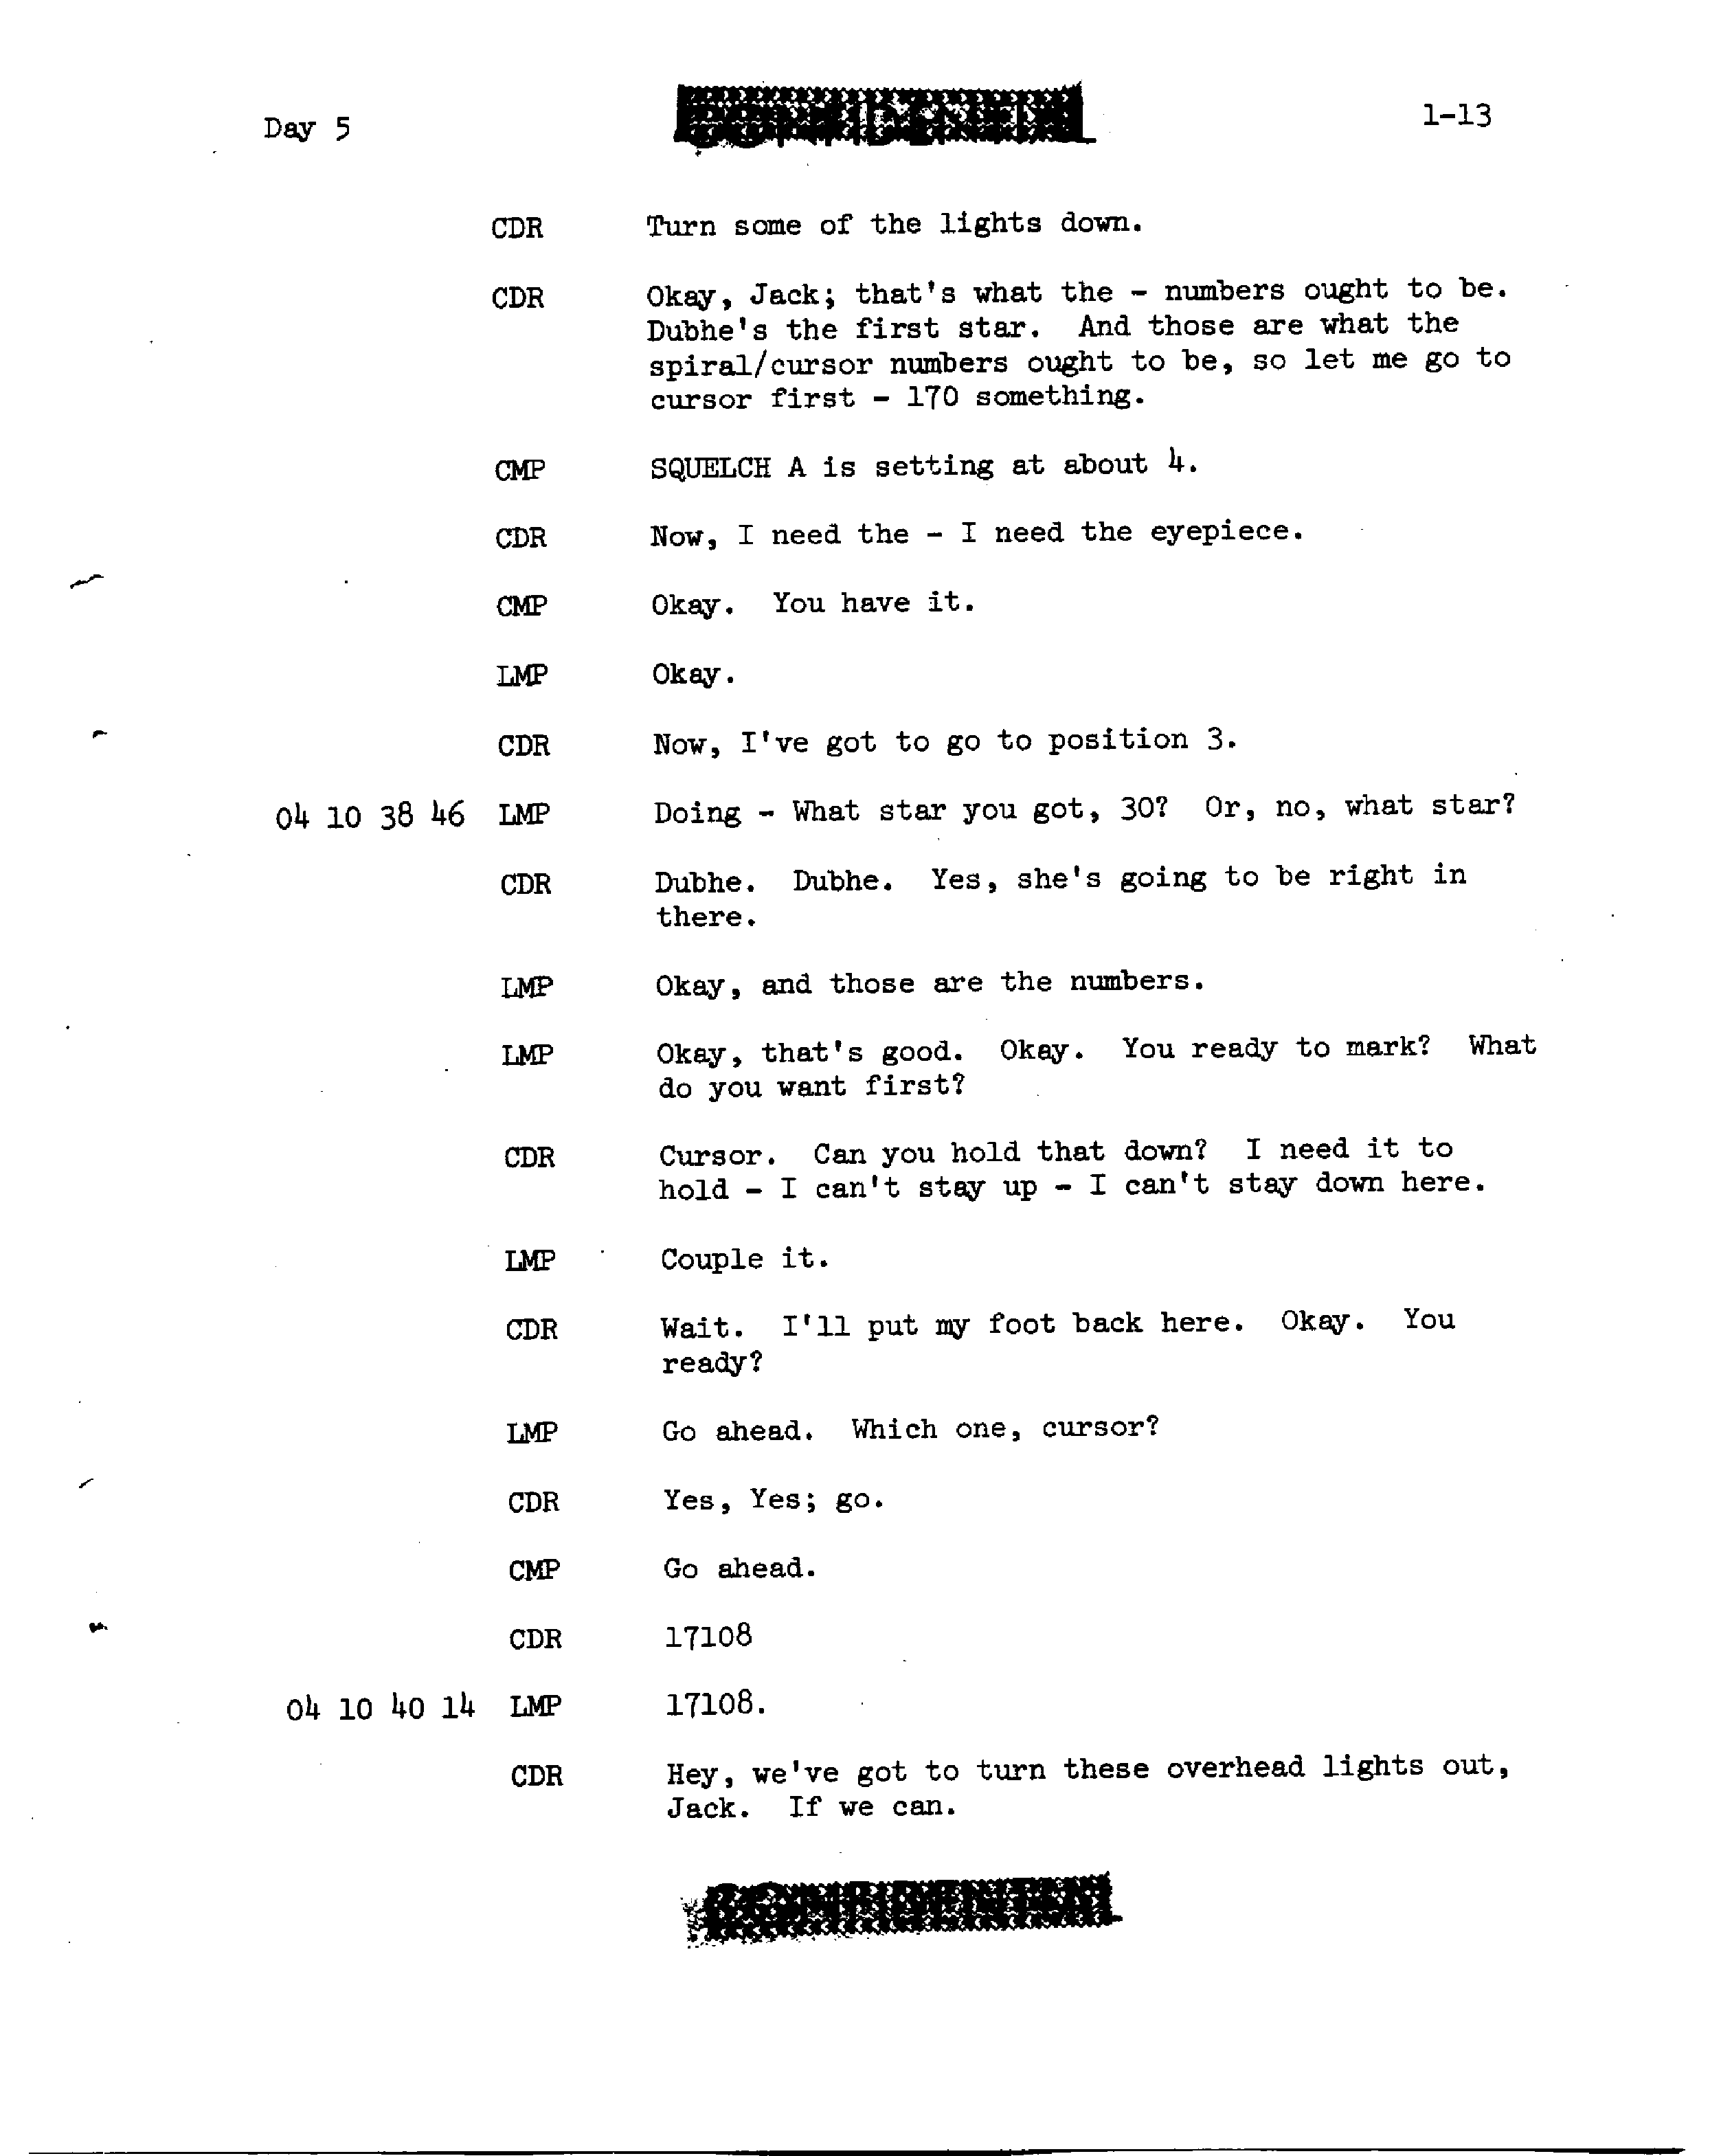 Day 5
CONFIDENTIAL
1-13
CDR Turn some of the lights down.
CDR Okay, Jack; that's what the - numbers ought to be.
Dubhe's the first star. And those are what the
spiral/cursor numbers ought to be, so let me go to
cursor first - 170 something.
CMP SQUELCH A is setting at about 4.
CDR Now, I need the - I need the eyepiece.
CMP Okay. You have it.
LMP Okay.
CDR Now, I've got to go to position 3.
04 10 38 46 LMP Doing - What star you got, 30? Or, no, what star?
CDR Dubhe. Dubhe. Yes, she's going to be right in
there.
LMP Okay, and those are the numbers.
LMP Okay, that's good. Okay. You ready to mark? What
do you want first?
CDR Cursor. Can you hold that down? I need it to
hold - I can't stay up - I can't stay down here.
LMP Couple it.
CDR Wait. I'll put my foot back here. Okay. You
ready?
LMP Go ahead. Which one, cursor?
CDR Yes, Yes; go.
CMP Go ahead.
CDR 17108
04 10 40 14 LMP 17108.
CDR Hey, we've got to turn these overhead lights out,
Jack. If we can.
CONFIDENTIAL